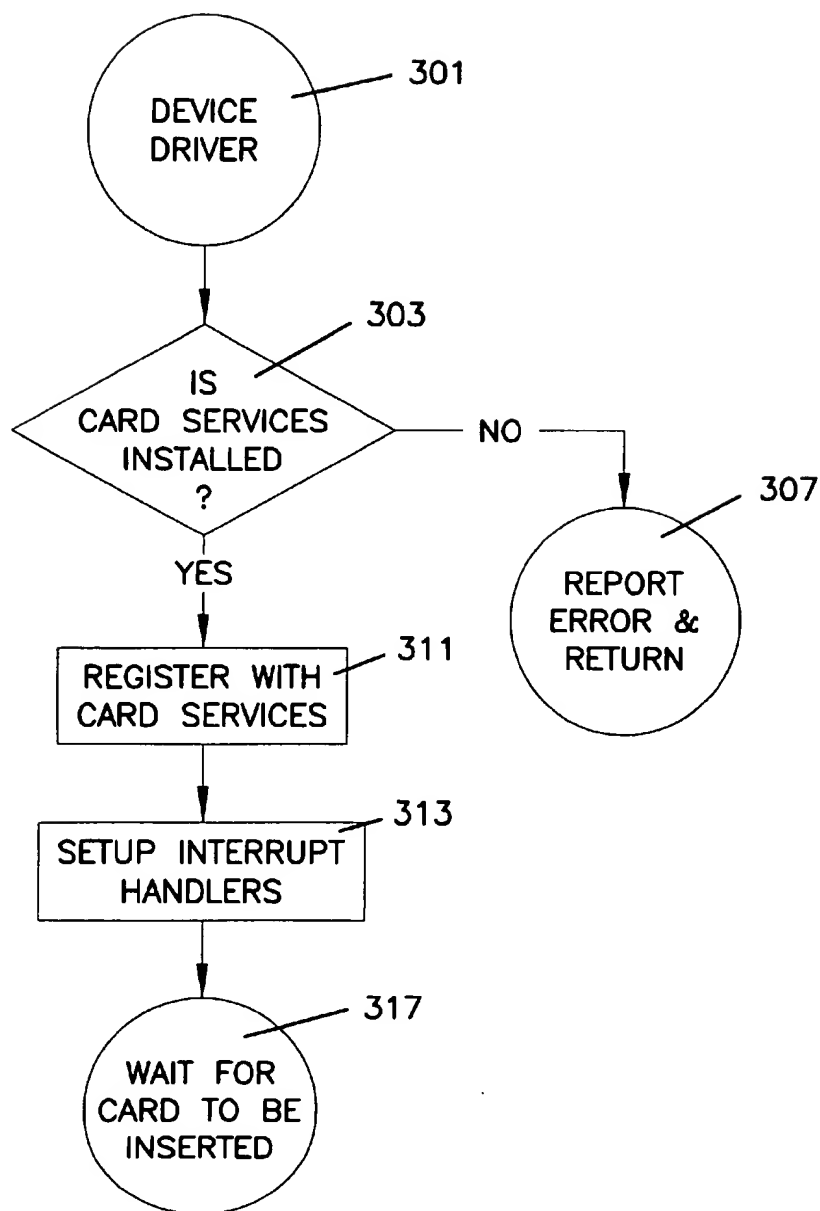 301
DEVICE
DRIVER
303
IS
CARD SERVICES
INSTALLED
?
NO
307
YES
REPORT
ERROR &
RETURN
311
REGISTER WITH
CARD SERVICES
313
SETUP INTERRUPT
HANDLERS
317
WAIT FOR
CARD TO BE
INSERTED